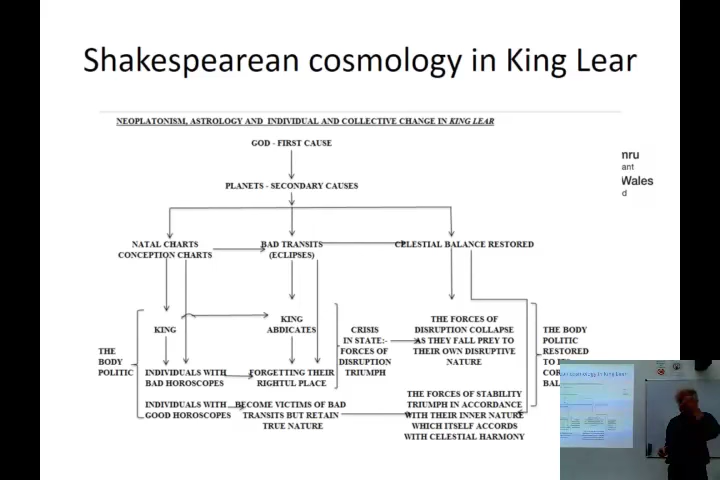 Shakespearean cosmology in King Lear
NEOPLATONISM, ASTROLOGY AND INDIVIDUAL AND COLLECTIVE CHANGE IN KING LEAR
GOD - FIRST CAUSE
PLANETS - SECONDARY CAUSES
NATAL CHARTS
CONCEPTION CHARTS
BAD TRANSITS
(ECLIPSES)
CELESTIAL BALANCE RESTORED
THE
BODY
POLITIC
KING
INDIVIDUALS WITH
BAD HOROSCOPES
INDIVIDUALS WITH
GOOD HOROSCOPES
KING
ABDICATES
FORGETTING THEIR
RIGHTFUL PLACE
BECOME VICTIMS OF BAD
TRANSITS BUT RETAIN
TRUE NATURE
CRISIS
IN STATE:-
FORCES OF
DISRUPTION
TRIUMPH
THE FORCES OF
DISRUPTION COLLAPSE
AS THEY FALL PREY TO
THEIR OWN DISRUPTIVE
NATURE
THE FORCES OF STABILITY
TRIUMPH IN ACCORDANCE
WITH THEIR INNER NATURE
WHICH ITSELF ACCORDS
WITH CELESTIAL HARMONY
THE BODY
POLITIC
RESTORED
TO
nru
ant
Wales
d